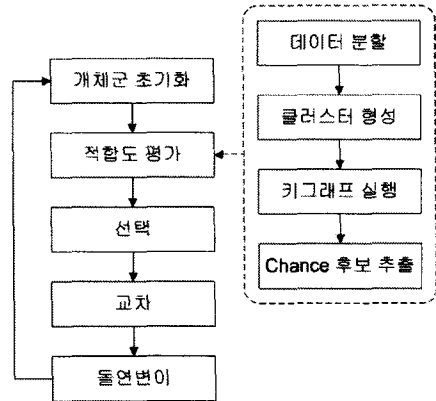 개체군 초기화
적합도 평가
선택
교차
돌연변이
데이터 분할
클러스터 형성
키그래프 실행
Chance 후보 추출